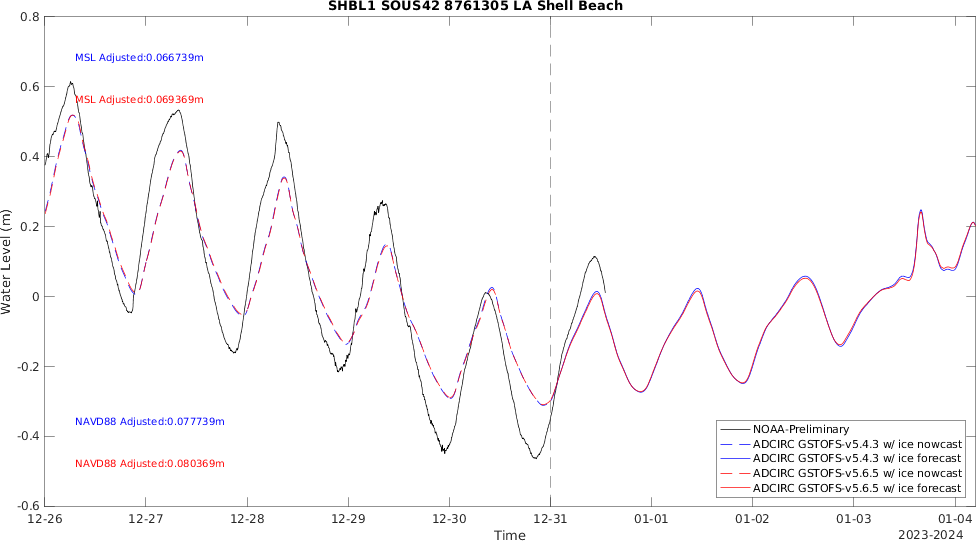 SHBL1 SOUS42 8761305 LA Shell Beach
0.8
0.6
0.4
0.2
0
-0.2
-0.4
-0.6
Water Level (m)
MSL Adjusted:0.066739m
MSL Adjusted:0.069369m
NAVD88 Adjusted:0.077739m
NAVD88 Adjusted:0.080369m
NOAA-Preliminary
ADCIRC GSTOFS-v5.4.3 w/ ice nowcast
ADCIRC GSTOFS-v5.4.3 w/ ice forecast
ADCIRC GSTOFS-v5.6.5 w/ ice nowcast
ADCIRC GSTOFS-v5.6.5 w/ ice forecast
12-26 12-27 12-28 12-29 12-30 12-31 01-01 01-02 01-03 01-04
Time
2023-2024